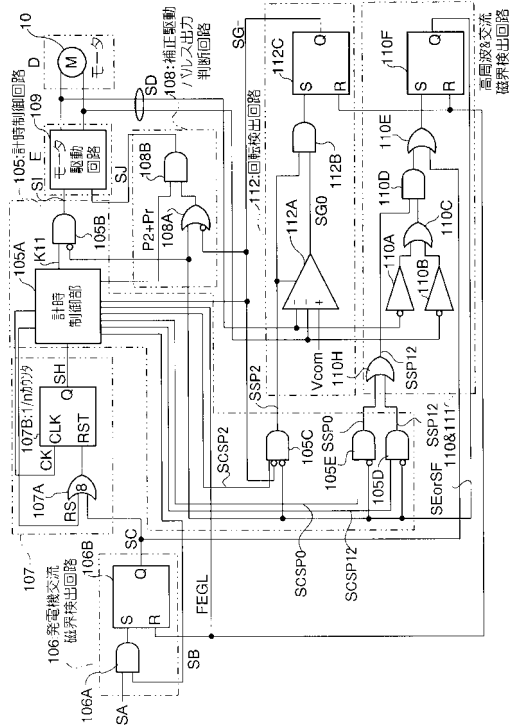 SA
106A
106:発電機交流
磁界検出回路
106B
S
R
Q
SB
SC
107
107A
RS
8
107B:1/nカウンタ
CK
CLK
RST
Q
SH
FEGL
105A
計時
制御部
K11
105B
105:計時制御回路
SI
E
109
モータ
駆動
回路
SJ
D
10
M
モータ
SD
108:補正駆動
パルス出力
判断回路
P2+Pr
108A
108B
SCSP2
SCSP0
SCSP12
105C
105E
105D
SSP2
SSP0
SSP12
SSP12
110H
Vcom
112:回転検出回路
112A
SG0
112B
112C
S
R
Q
SG
110A
110B
110C
110D
110E
110F
S
R
Q
SEorSF
110&111
高周波&交流
磁界検出回路